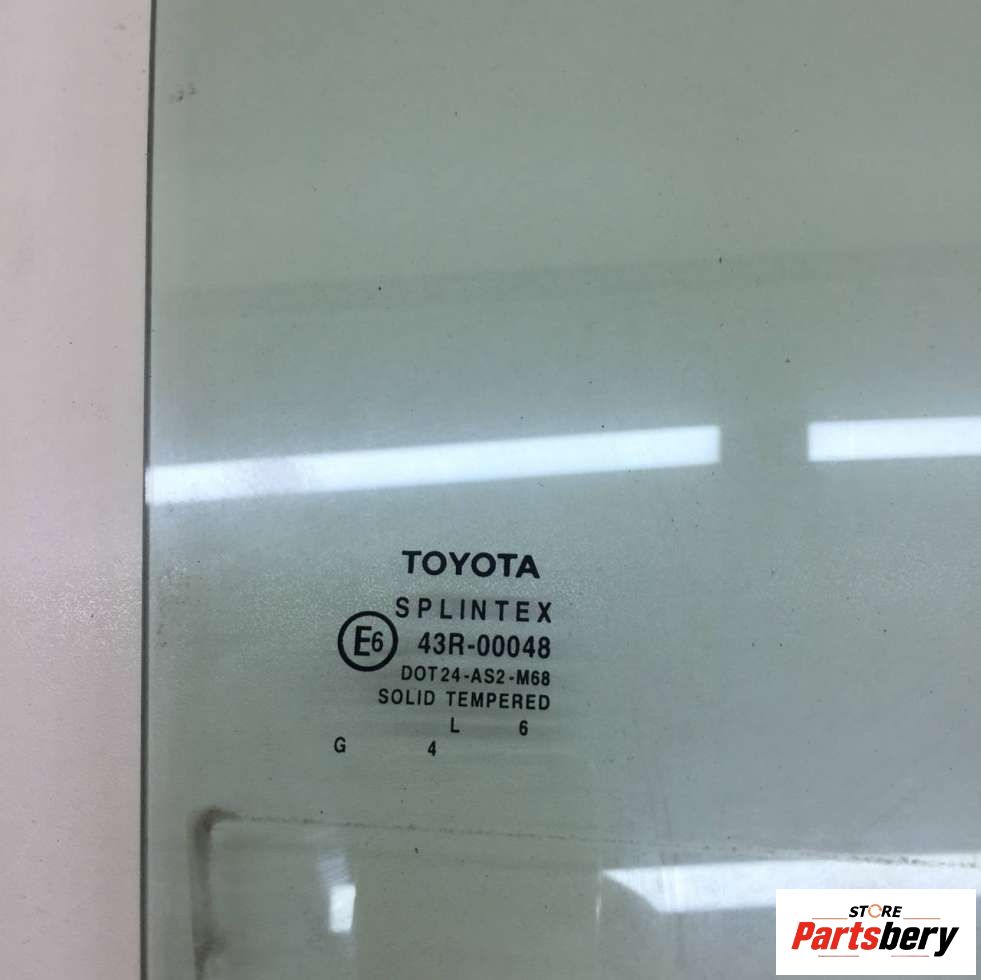 TOYOTA
SPLINTEX
E6 43R-00048
DOT24-AS2-M68
SOLID TEMPERED
L 6
G 4
STORE
Partsbery